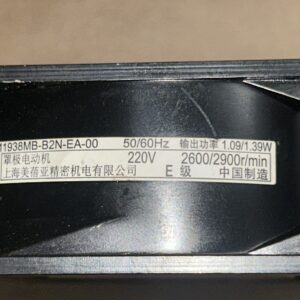 11938MB-B2N-EA-00 50/60Hz 输出功率 1.09/1.39W
罩极电动机 220V 2600/2900r/min
上海美蓓亚精密机电有限公司 E 级 中国制造